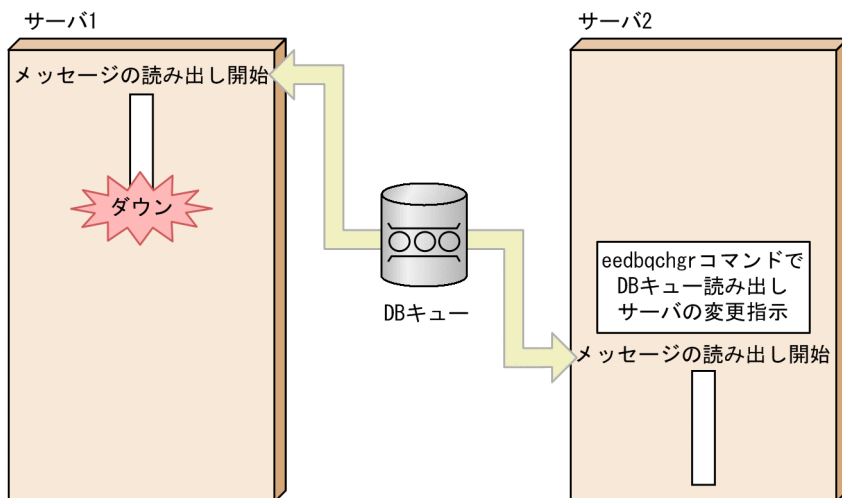 サーバ1
サーバ2
メッセージの読み出し開始
ダウン
DBキュー
eedbqchgrコマンドで
DBキュー読み出し
サーバの変更指示
メッセージの読み出し開始